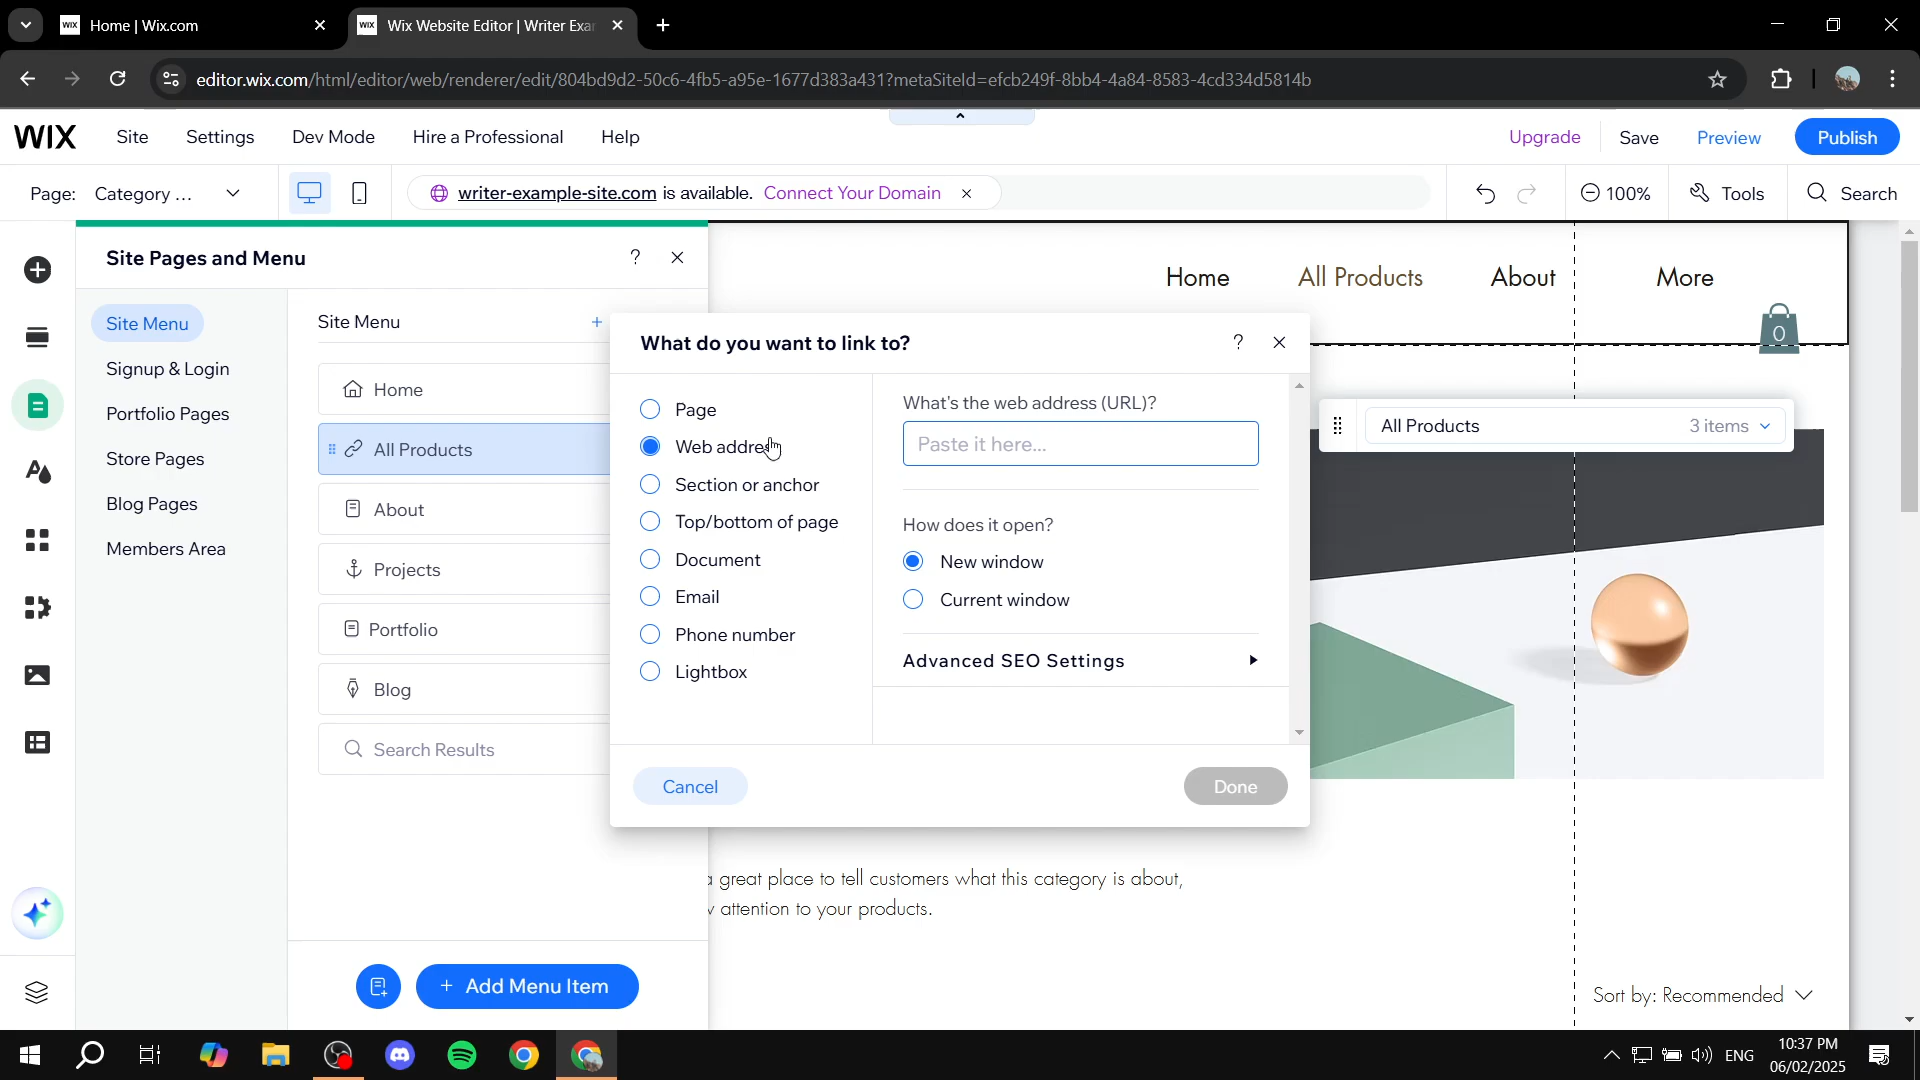 WIX Home | Wix.com
WIX Wix Website Editor | Writer Exa
editor.wix.com/html/editor/web/renderer/edit/804bd9d2-50c6-4fb5-a95e-1677d383a431?metaSiteId=efcb249f-8bb4-4a84-8583-4cd334d5814b
WIX Site Settings Dev Mode Hire a Professional Help Upgrade Save Preview Publish
Page: Category ... writer-example-site.com is available. Connect Your Domain 100% Tools Search
Site Pages and Menu ?
Site Menu
Signup & Login
Portfolio Pages
Store Pages
Blog Pages
Members Area
Site Menu +
Home
All Products
About
Projects
Portfolio
Blog
Search Results
+ Add Menu Item
What do you want to link to? ?
Page
Web addre
Section or anchor
Top/bottom of page
Document
Email
Phone number
Lightbox
What's the web address (URL)?
Paste it here...
How does it open?
New window
Current window
Advanced SEO Settings
Cancel
Done
Home All Products About More
0
All Products 3 items
a great place to tell customers what this category is about,
attention to your products.
Sort by: Recommended
ENG
10:37 PM
06/02/2025